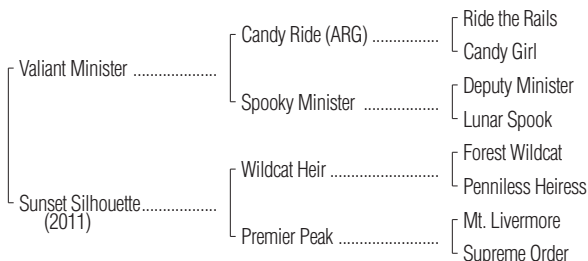 Ride the Rails
Candy Ride (ARG) ..................
Candy Girl
Valiant Minister ......................
Deputy Minister
Spooky Minister .....................
Lunar Spook
Forest Wildcat
Wildcat Heir ..............................
Penniless Heiress
Sunset Silhouette....................
(2011)
Mt. Livermore
Premier Peak ............................
Supreme Order